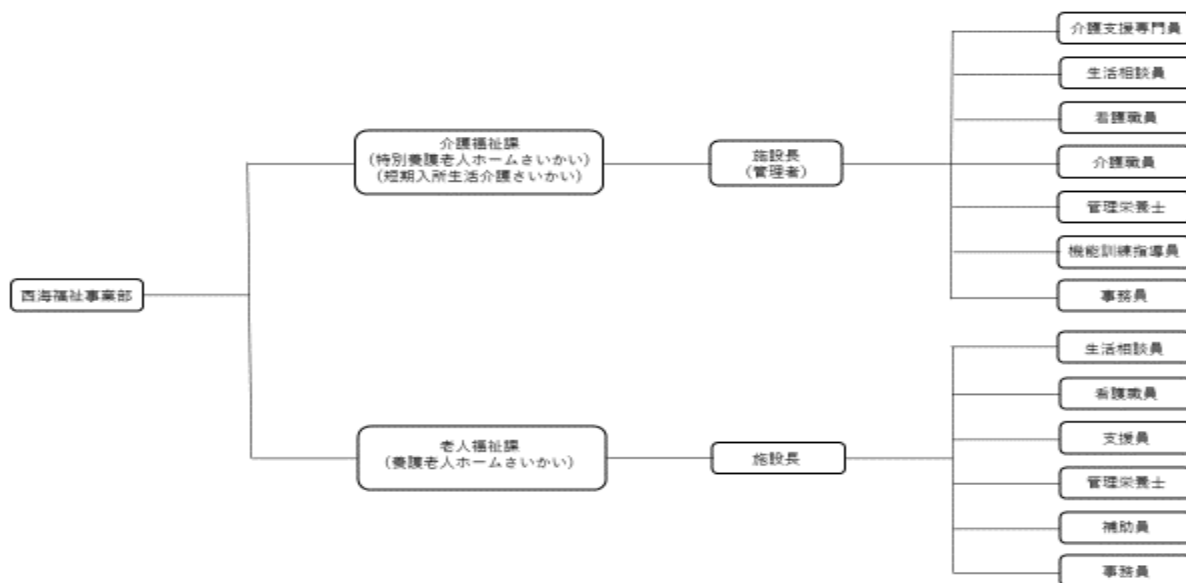 西海福祉事業部
介護福祉課
(特別養護老人ホームさいかい)
(短期入所生活介護さいかい)
施設長
(管理者)
介護支援専門員
生活相談員
看護職員
介護職員
管理栄養士
機能訓練指導員
事務員
老人福祉課
(養護老人ホームさいかい)
施設長
生活相談員
看護職員
支援員
管理栄養士
補助員
事務員